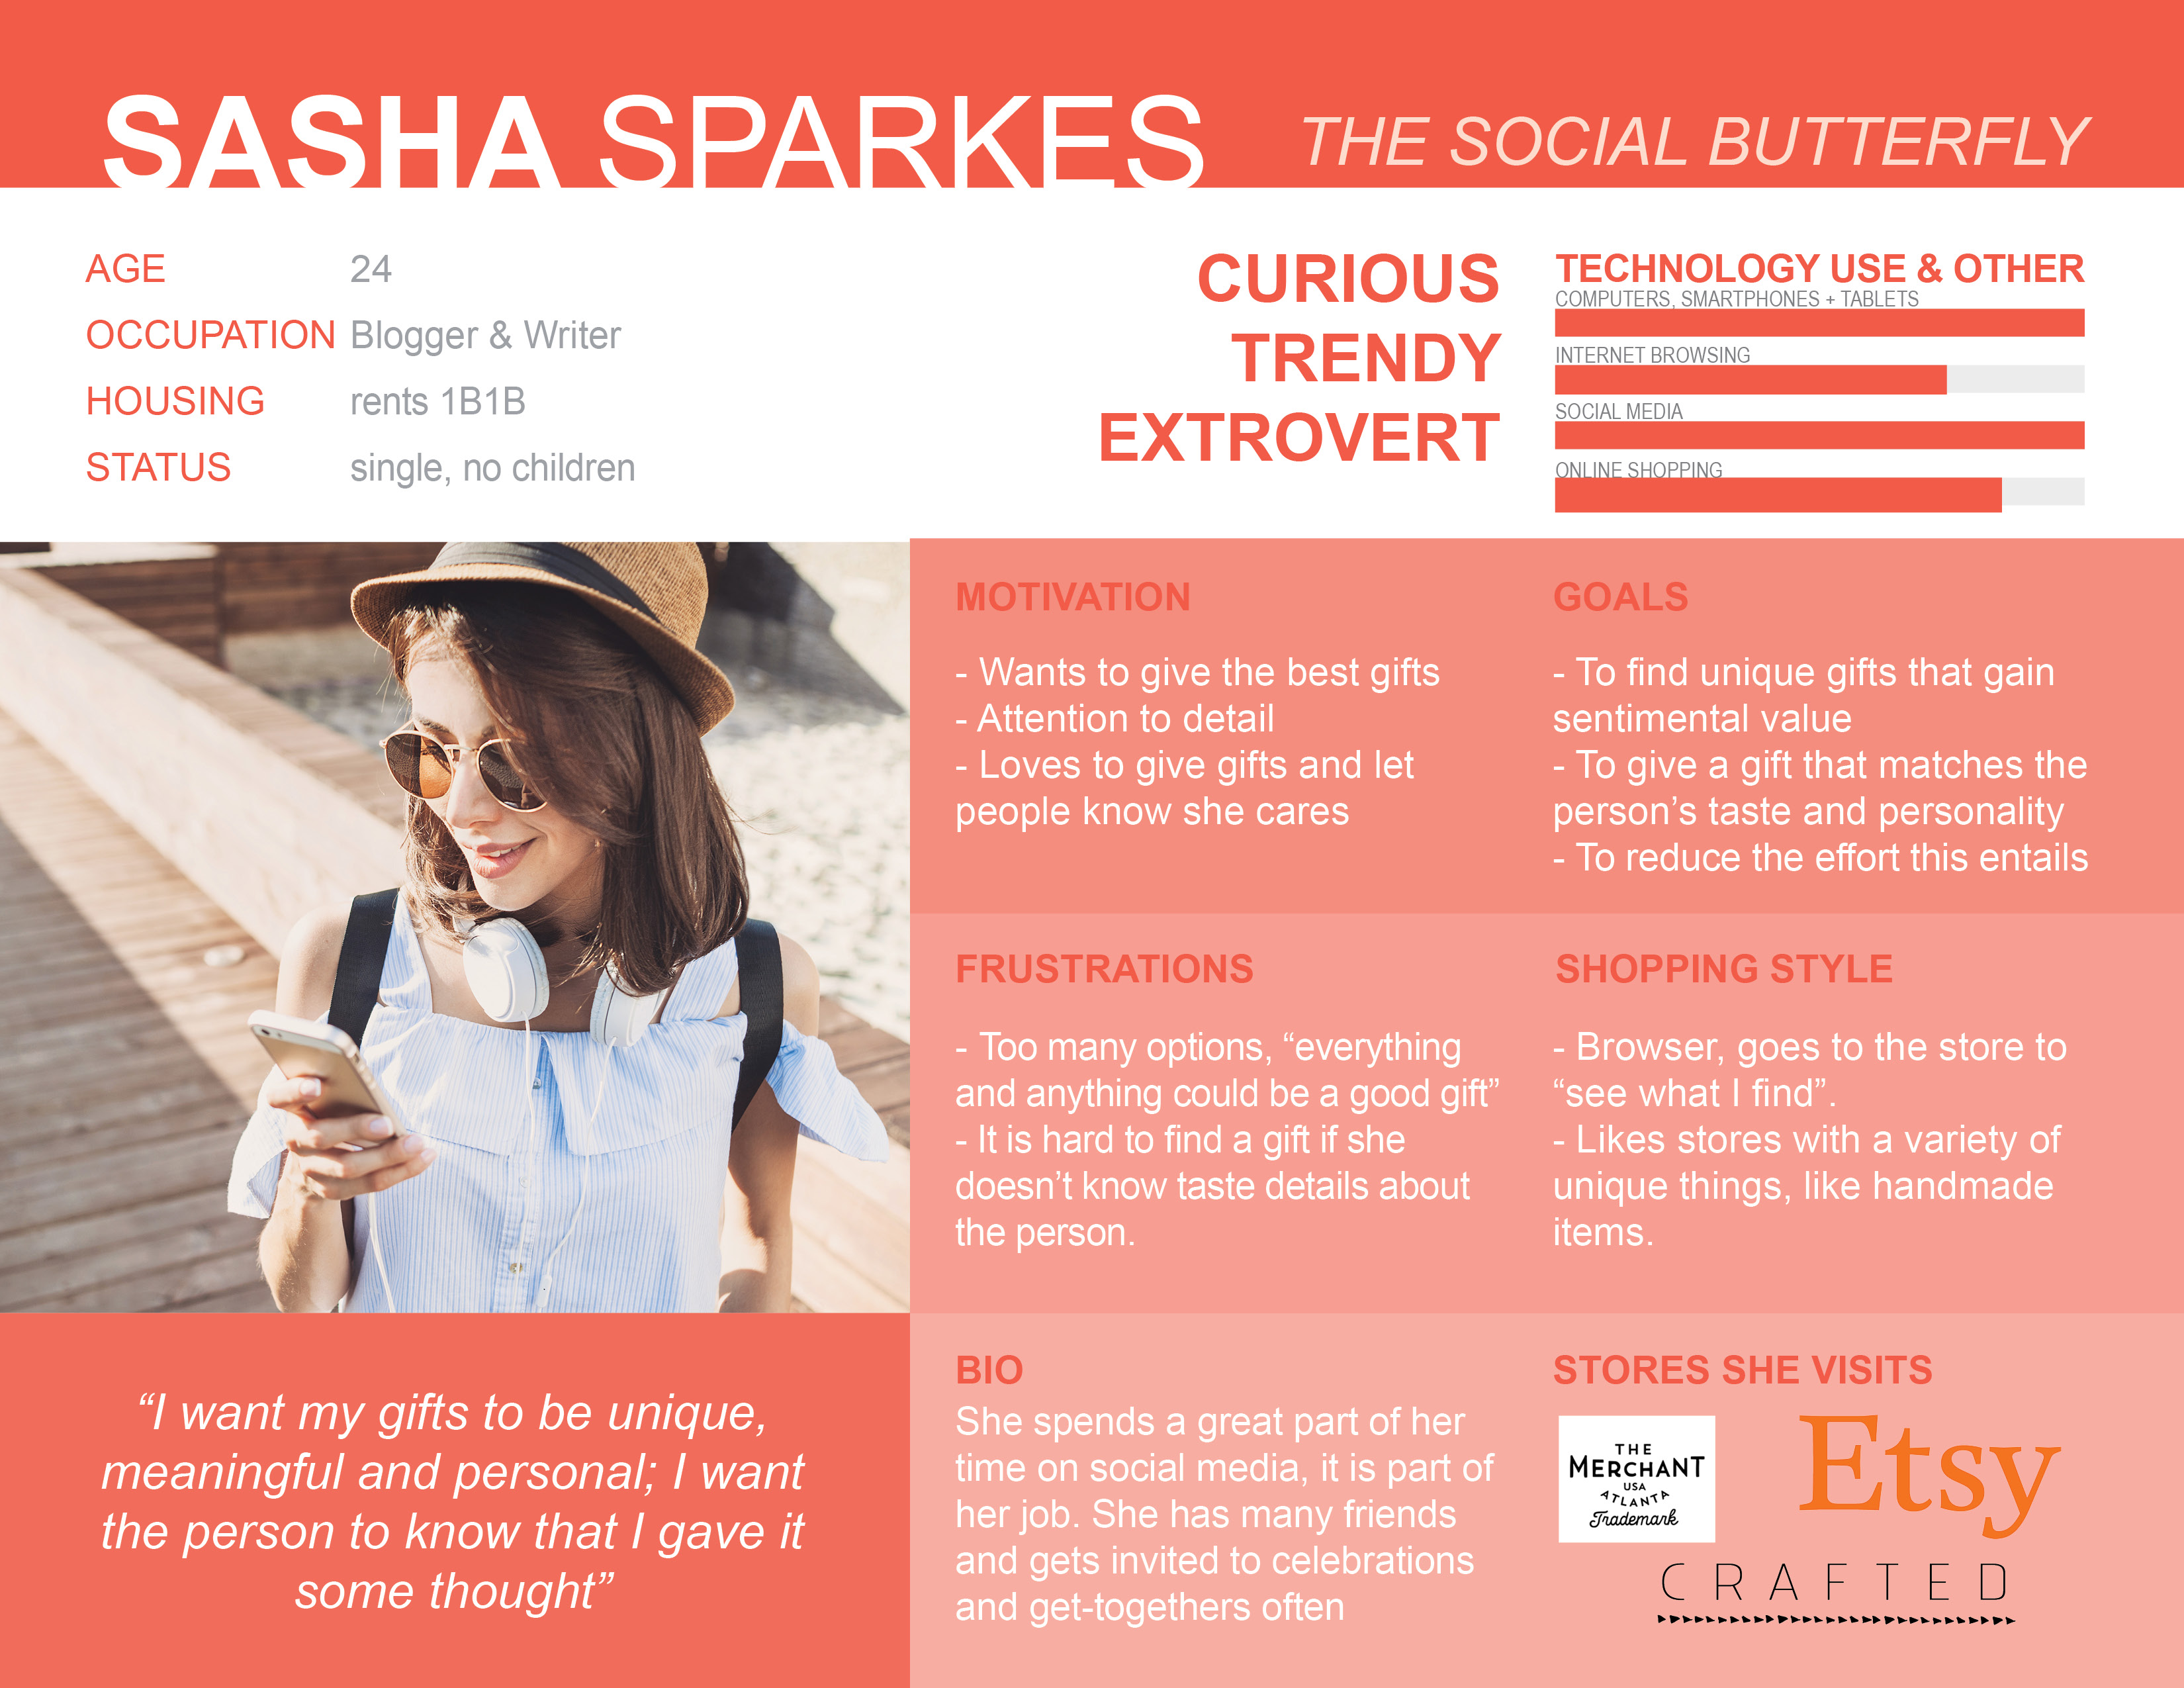 SASHA SPARKES
THE SOCIAL BUTTERFLY
AGE 24
OCCUPATION Blogger & Writer
HOUSING rents 1B1B
STATUS single, no children
CURIOUS
TRENDY
EXTROVERT
TECHNOLOGY USE & OTHER
COMPUTERS, SMARTPHONES + TABLETS
INTERNET BROWSING
SOCIAL MEDIA
ONLINE SHOPPING
MOTIVATION
- Wants to give the best gifts
- Attention to detail
- Loves to give gifts and let
people know she cares
GOALS
- To find unique gifts that gain
sentimental value
- To give a gift that matches the
person’s taste and personality
- To reduce the effort this entails
FRUSTRATIONS
- Too many options, “everything
and anything could be a good gift”
- It is hard to find a gift if she
doesn’t know taste details about
the person.
SHOPPING STYLE
- Browser, goes to the store to
“see what I find”.
- Likes stores with a variety of
unique things, like handmade
items.
“I want my gifts to be unique,
meaningful and personal; I want
the person to know that I gave it
some thought”
BIO
She spends a great part of her
time on social media, it is part of
her job. She has many friends
and gets invited to celebrations
and get-togethers often
STORES SHE VISITS
THE
MERCHANT
USA
ATLANTA
Trademark
Etsy
CRAFTED